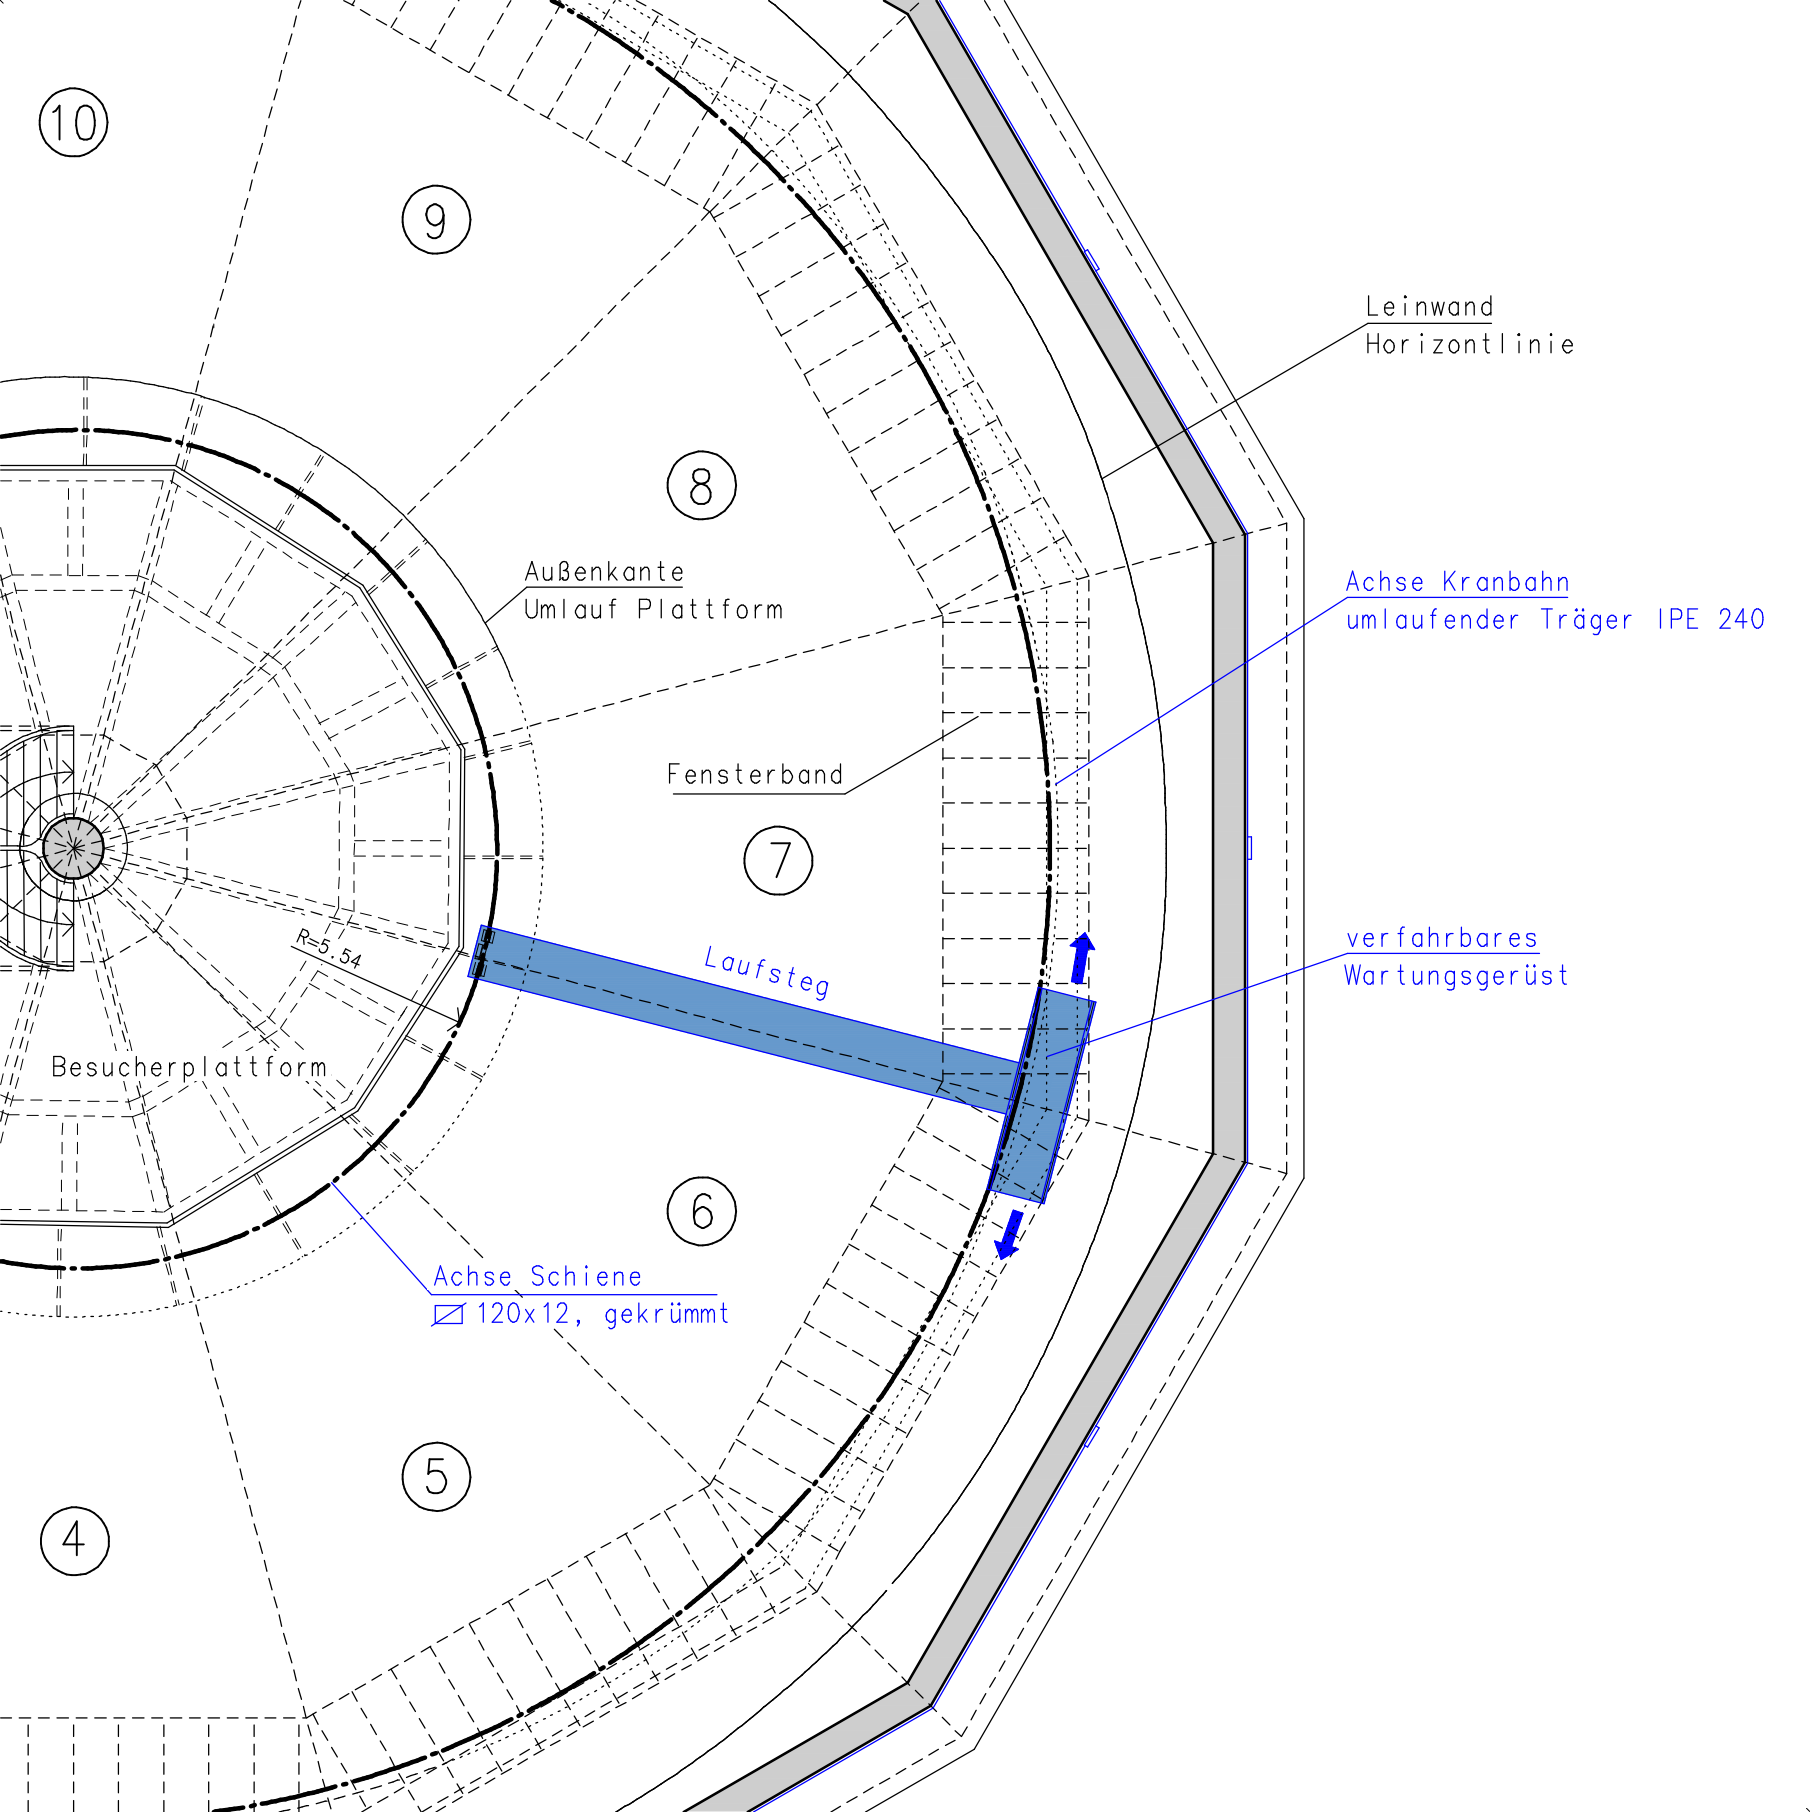 10
9
Leinwand
Horizontlinie
8
Außenkante
Umlauf Plattform
Achse Kranbahn
umlaufender Träger IPE 240
Fensterband
7
verfahrbares
Wartungsgerüst
Laufsteg
R=5.54
Besucherplattform
6
Achse Schiene
120x12, gekrümmt
5
4